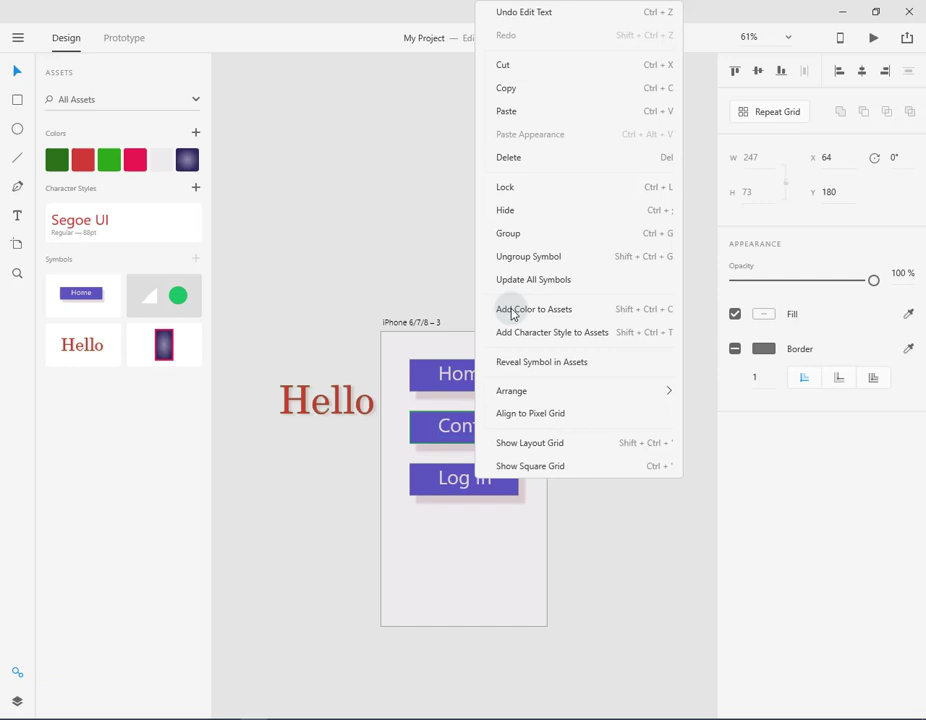 Design
Prototype
My Project — Edi
61%
ASSETS
All Assets
Colors
Character Styles
Segoe UI
Regular — 88pt
Symbols
Home
Hello
Undo Edit Text Ctrl + Z
Redo Shift + Ctrl + Z
Cut Ctrl + X
Copy Ctrl + C
Paste Ctrl + V
Paste Appearance Ctrl + Alt + V
Delete Del
Lock Ctrl + L
Hide Ctrl + ;
Group Ctrl + G
Ungroup Symbol Shift + Ctrl + G
Update All Symbols
Add Color to Assets Shift + Ctrl + C
Add Character Style to Assets Shift + Ctrl + T
Reveal Symbol in Assets
Arrange
Align to Pixel Grid
Show Layout Grid Shift + Ctrl + '
Show Square Grid Ctrl + '
iPhone 6/7/8 – 3
Hello
Hom
Con
Log In
Repeat Grid
W 247 X 64 0°
H 73 Y 180
APPEARANCE
Opacity
100 %
Fill
Border
1